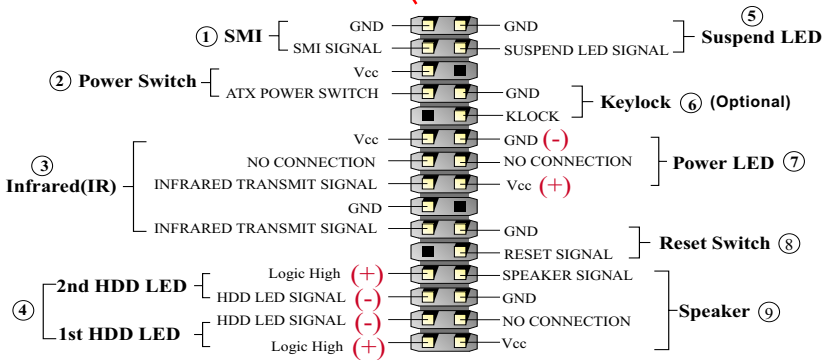 ① SMI
GND
SMI SIGNAL
② Power Switch
Vcc
ATX POWER SWITCH
③
Infrared(IR)
Vcc
NO CONNECTION
INFRARED TRANSMIT SIGNAL
GND
INFRARED TRANSMIT SIGNAL
④
2nd HDD LED
Logic High (+)
HDD LED SIGNAL (-)
1st HDD LED
HDD LED SIGNAL (-)
Logic High (+)
GND
SUSPEND LED SIGNAL
⑤
Suspend LED
GND
KLOCK
Keylock ⑥ (Optional)
GND (-)
NO CONNECTION
Vcc (+)
Power LED ⑦
GND
RESET SIGNAL
Reset Switch ⑧
SPEAKER SIGNAL
GND
NO CONNECTION
Vcc
Speaker ⑨